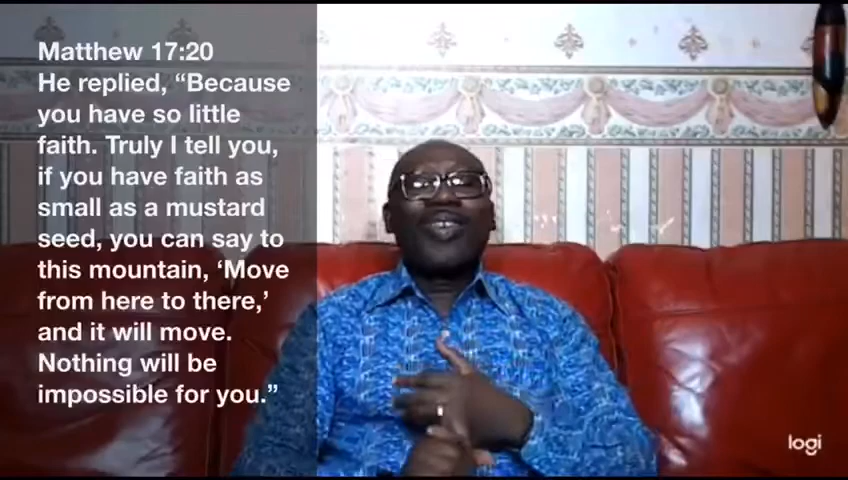 Matthew 17:20
He replied, “Because
you have so little
faith. Truly I tell you,
if you have faith as
small as a mustard
seed, you can say to
this mountain, ‘Move
from here to there,’
and it will move.
Nothing will be
impossible for you.”
logi